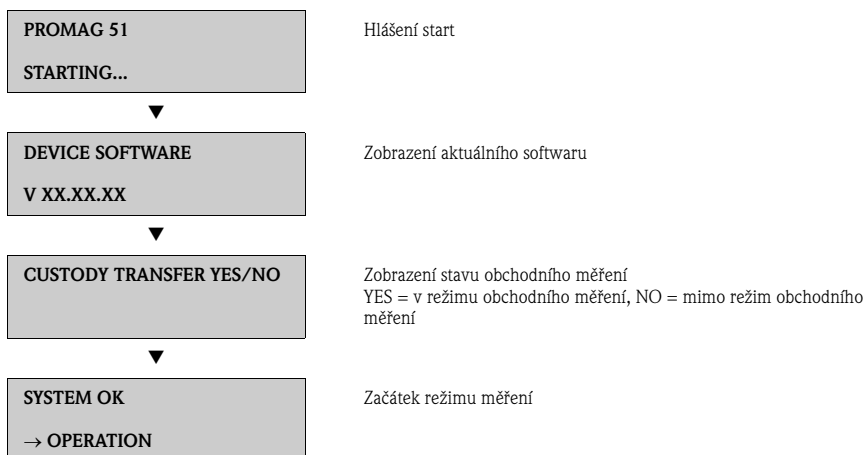 PROMAG 51
Hlášení start
STARTING...
▼
DEVICE SOFTWARE
Zobrazení aktuálního softwaru
V XX.XX.XX
▼
CUSTODY TRANSFER YES/NO
Zobrazení stavu obchodního měření
YES = v režimu obchodního měření, NO = mimo režim obchodního
měření
▼
SYSTEM OK
Začátek režimu měření
→ OPERATION